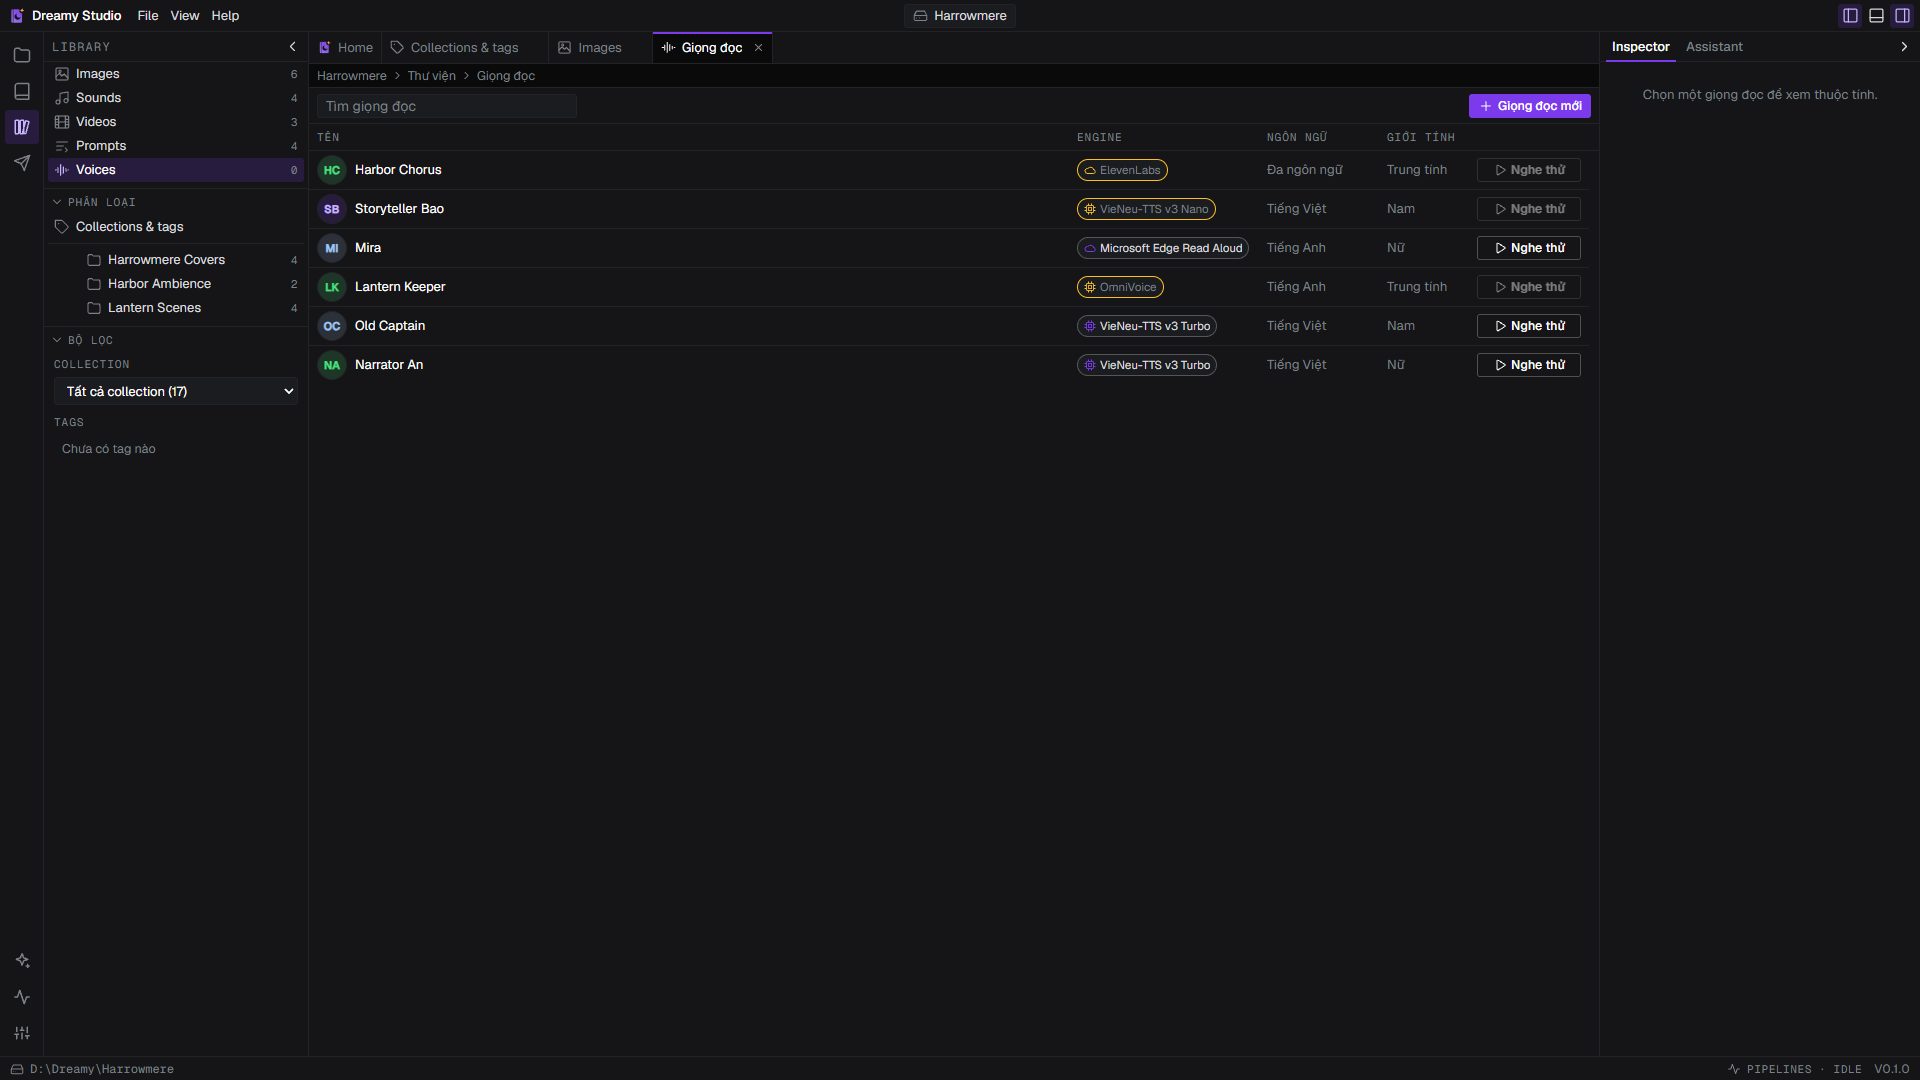 Dreamy Studio File View Help
Harrowmere
LIBRARY
Images 6
Sounds 4
Videos 3
Prompts 4
Voices 0
PHÂN LOẠI
Collections & tags
Harrowmere Covers 4
Harbor Ambience 2
Lantern Scenes 4
BỘ LỌC
COLLECTION
Tất cả collection (17)
TAGS
Chưa có tag nào
Home Collections & tags Images Giọng đọc
Harrowmere > Thư viện > Giọng đọc
Tìm giọng đọc
Giọng đọc mới
TÊN ENGINE NGÔN NGỮ GIỚI TÍNH
HC Harbor Chorus ElevenLabs Đa ngôn ngữ Trung tính Nghe thử
SB Storyteller Bao VieNeu-TTS v3 Nano Tiếng Việt Nam Nghe thử
MI Mira Microsoft Edge Read Aloud Tiếng Anh Nữ Nghe thử
LK Lantern Keeper OmniVoice Tiếng Anh Trung tính Nghe thử
OC Old Captain VieNeu-TTS v3 Turbo Tiếng Việt Nam Nghe thử
NA Narrator An VieNeu-TTS v3 Turbo Tiếng Việt Nữ Nghe thử
Inspector Assistant
Chọn một giọng đọc để xem thuộc tính.
D:\Dreamy\Harrowmere
PIPELINES · IDLE V0.1.0